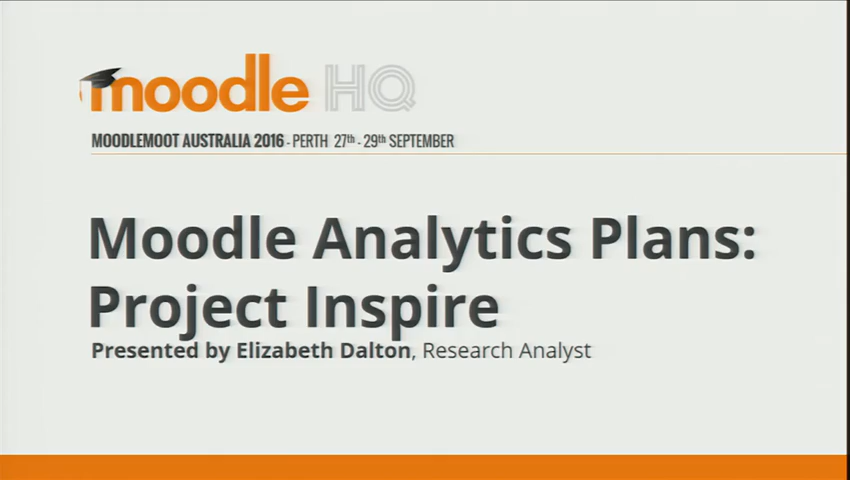 moodle HQ
MOODLEMOOT AUSTRALIA 2016 - PERTH 27th - 29th SEPTEMBER
Moodle Analytics Plans:
Project Inspire
Presented by Elizabeth Dalton, Research Analyst